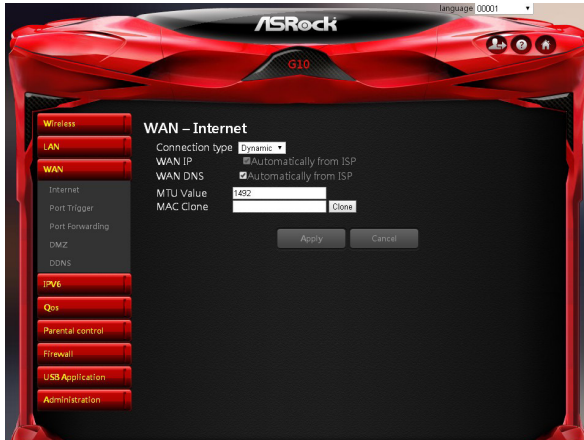 language 00001
ASRock
G10
Wireless
LAN
WAN
Internet
Port Trigger
Port Forwarding
DMZ
DDNS
IPV6
Qos
Parental control
Firewall
USB Application
Administration
WAN – Internet
Connection type Dynamic
WAN IP Automatically from ISP
WAN DNS Automatically from ISP
MTU Value 1492
MAC Clone Clone
Apply Cancel